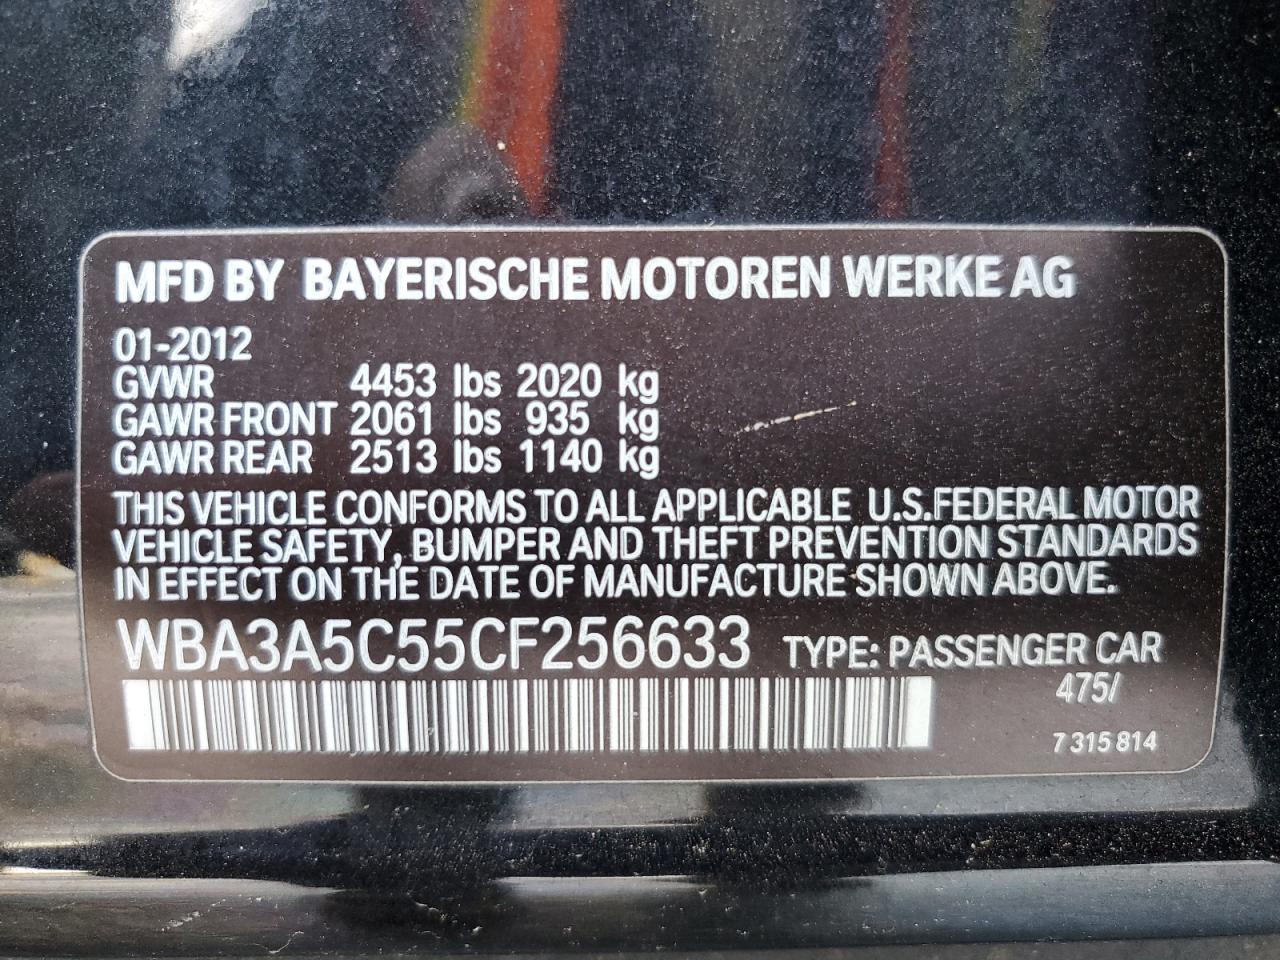 MFD BY BAYERISCHE MOTOREN WERKE AG
01-2012
GVWR 4453 lbs 2020 kg
GAWR FRONT 2061 lbs 935 kg
GAWR REAR 2513 lbs 1140 kg
THIS VEHICLE CONFORMS TO ALL APPLICABLE U.S.FEDERAL MOTOR
VEHICLE SAFETY, BUMPER AND THEFT PREVENTION STANDARDS
IN EFFECT ON THE DATE OF MANUFACTURE SHOWN ABOVE.
WBA3A5C55CF256633 TYPE: PASSENGER CAR
475/
7 315 814